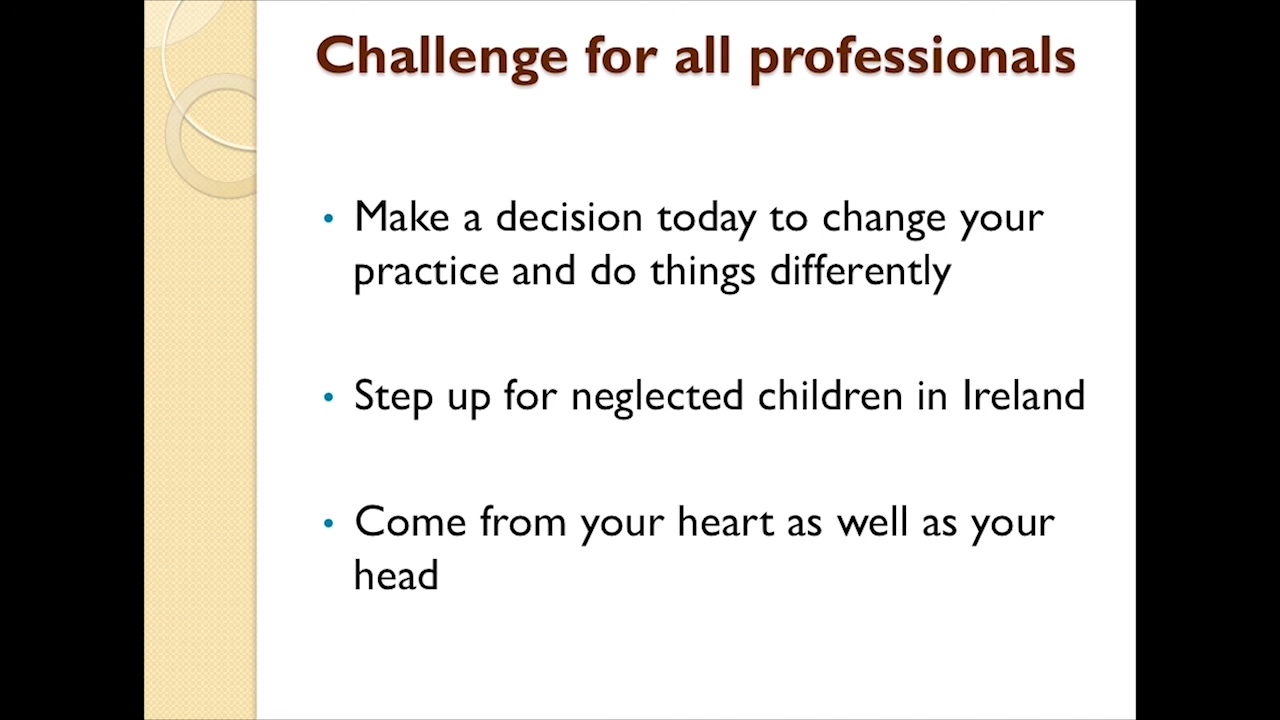 Challenge for all professionals
• Make a decision today to change your
practice and do things differently
• Step up for neglected children in Ireland
• Come from your heart as well as your
head